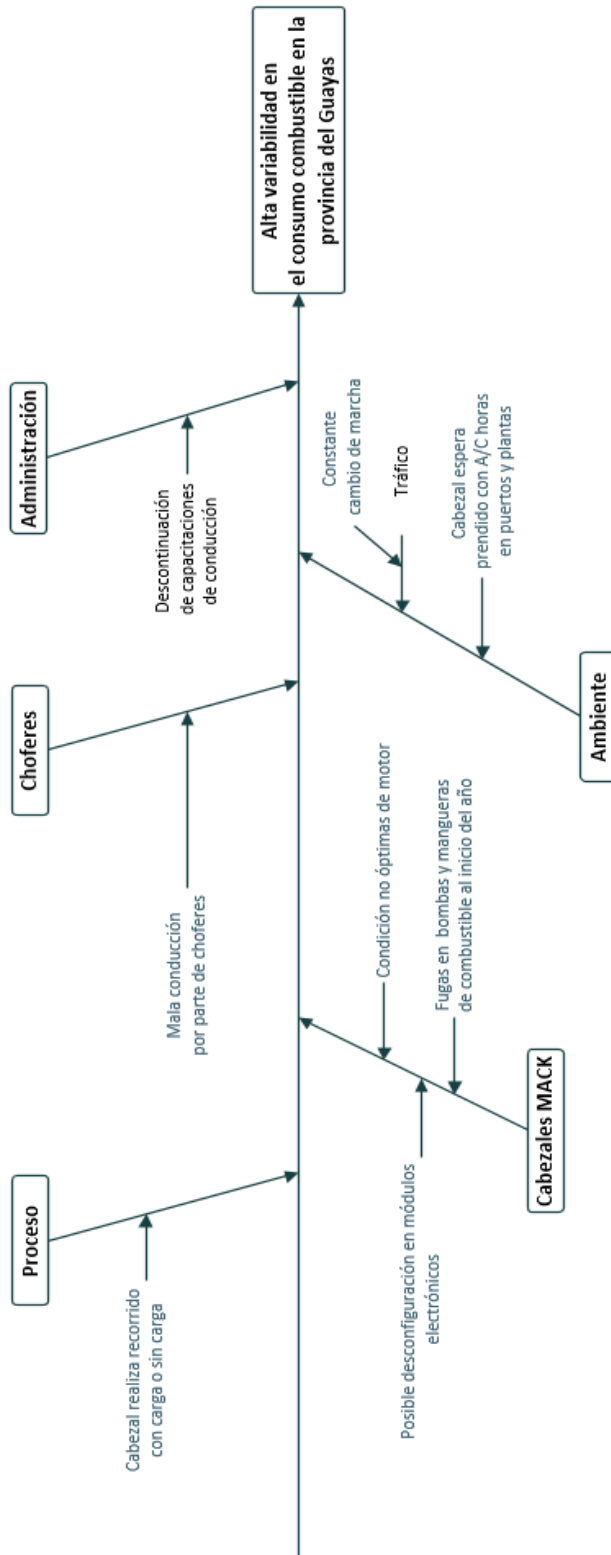 Proceso
Choferes
Administración
Cabezal realiza recorrido
con carga o sin carga
Mala conducción
por parte de choferes
Descontinuación
de capacitaciones
de conducción
Alta variabilidad en
el consumo combustible en la
provincia del Guayas
Posible desconfiguración en módulos
electrónicos
Condición no óptimas de motor
Fugas en bombas y mangueras
de combustible al inicio del año
Constante
cambio de marcha
Tráfico
Cabezal espera
prendido con A/C horas
en puertos y plantas
Cabezales MACK
Ambiente